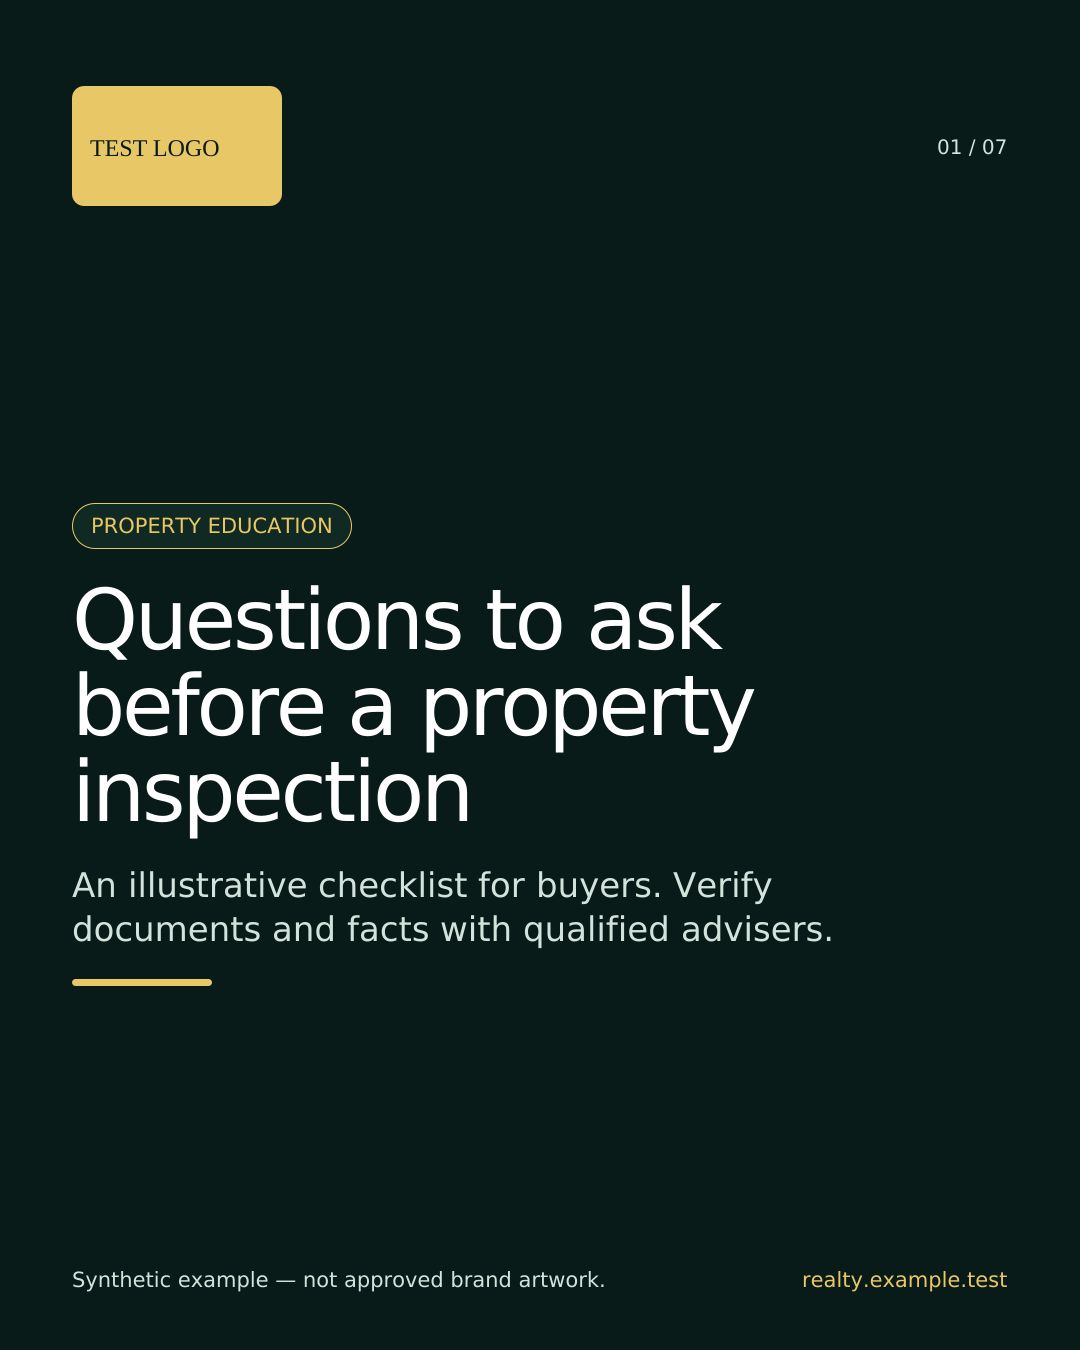 TEST LOGO
01 / 07
PROPERTY EDUCATION
Questions to ask
before a property
inspection
An illustrative checklist for buyers. Verify
documents and facts with qualified advisers.
Synthetic example — not approved brand artwork.
realty.example.test